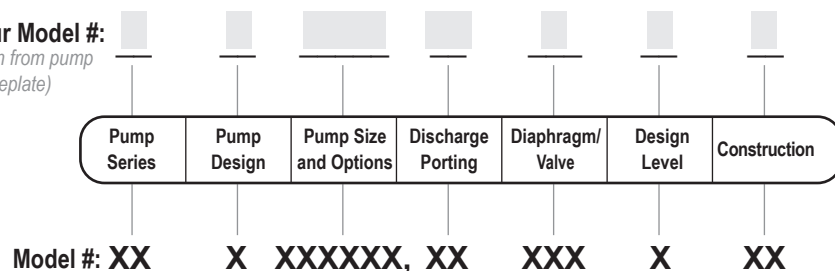 Model #:
from pump
Pump Series
Pump Design
Pump Size and Options
Discharge Porting
Diaphragm/ Valve
Design Level
Construction
Model #: XX X XXXXXX, XX XXX X XX